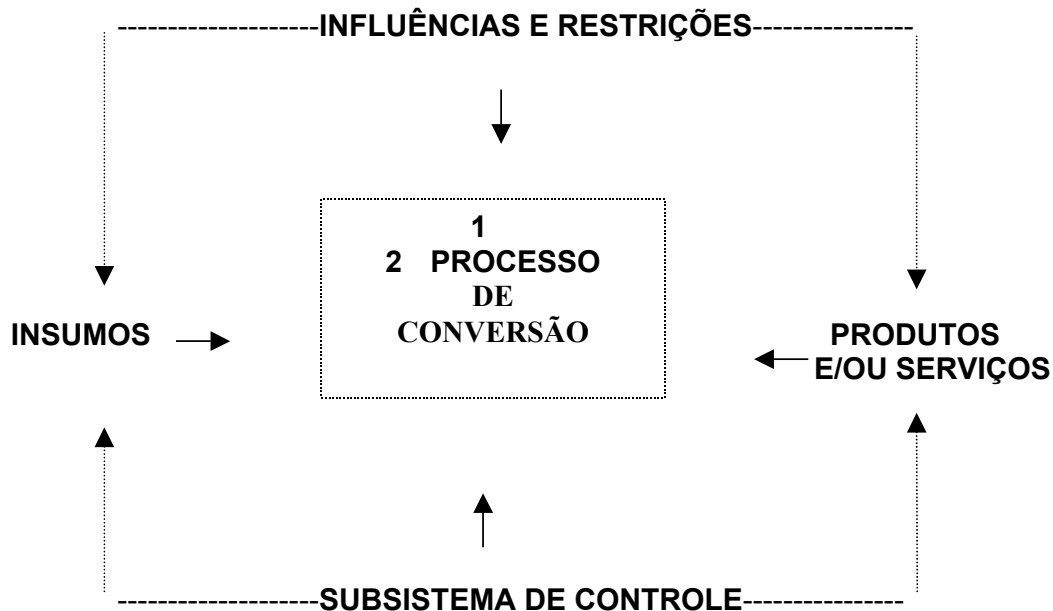 --------------------INFLUÊNCIAS E RESTRIÇÕES----------------
1
2 PROCESSO
DE
CONVERSÃO
INSUMOS
PRODUTOS
E/OU SERVIÇOS
--------------------SUBSISTEMA DE CONTROLE-----------------